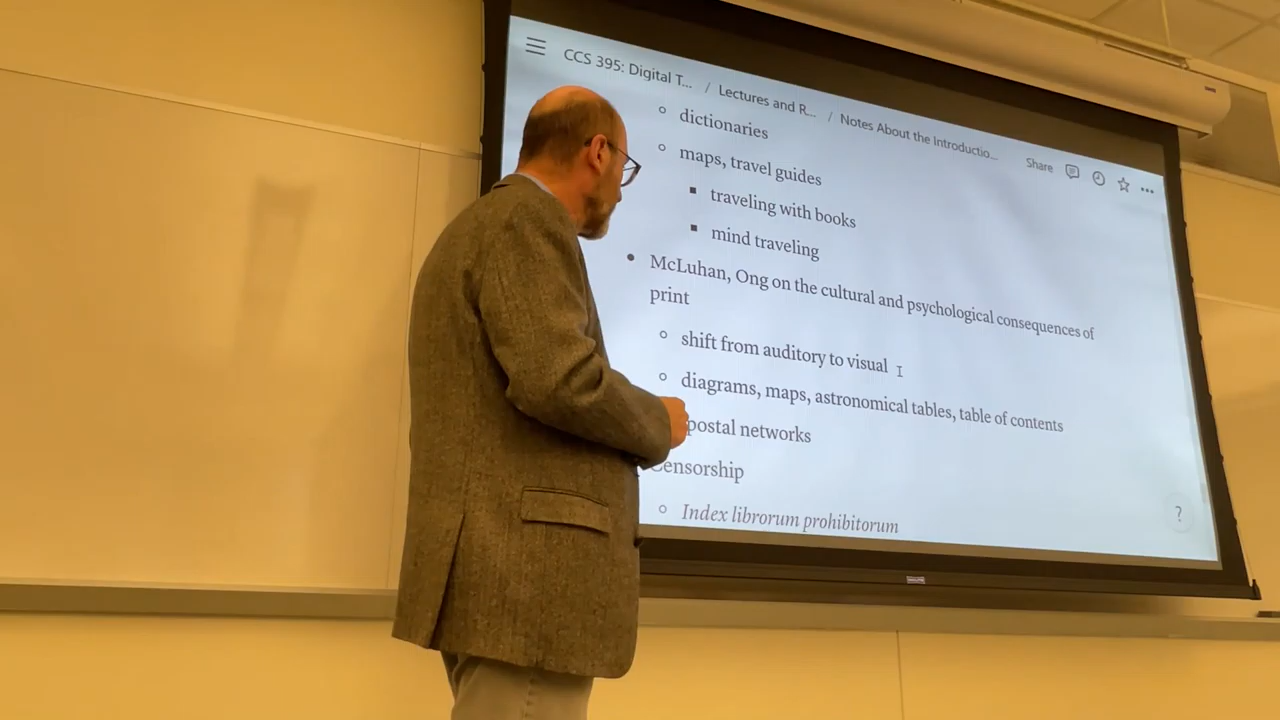 CCS 395: Digital T... / Lectures and R... / Notes About the Introductio... Share
dictionaries
maps, travel guides
traveling with books
mind traveling
McLuhan, Ong on the cultural and psychological consequences of
print
shift from auditory to visual
diagrams, maps, astronomical tables, table of contents
postal networks
Censorship
Index librorum prohibitorum
?